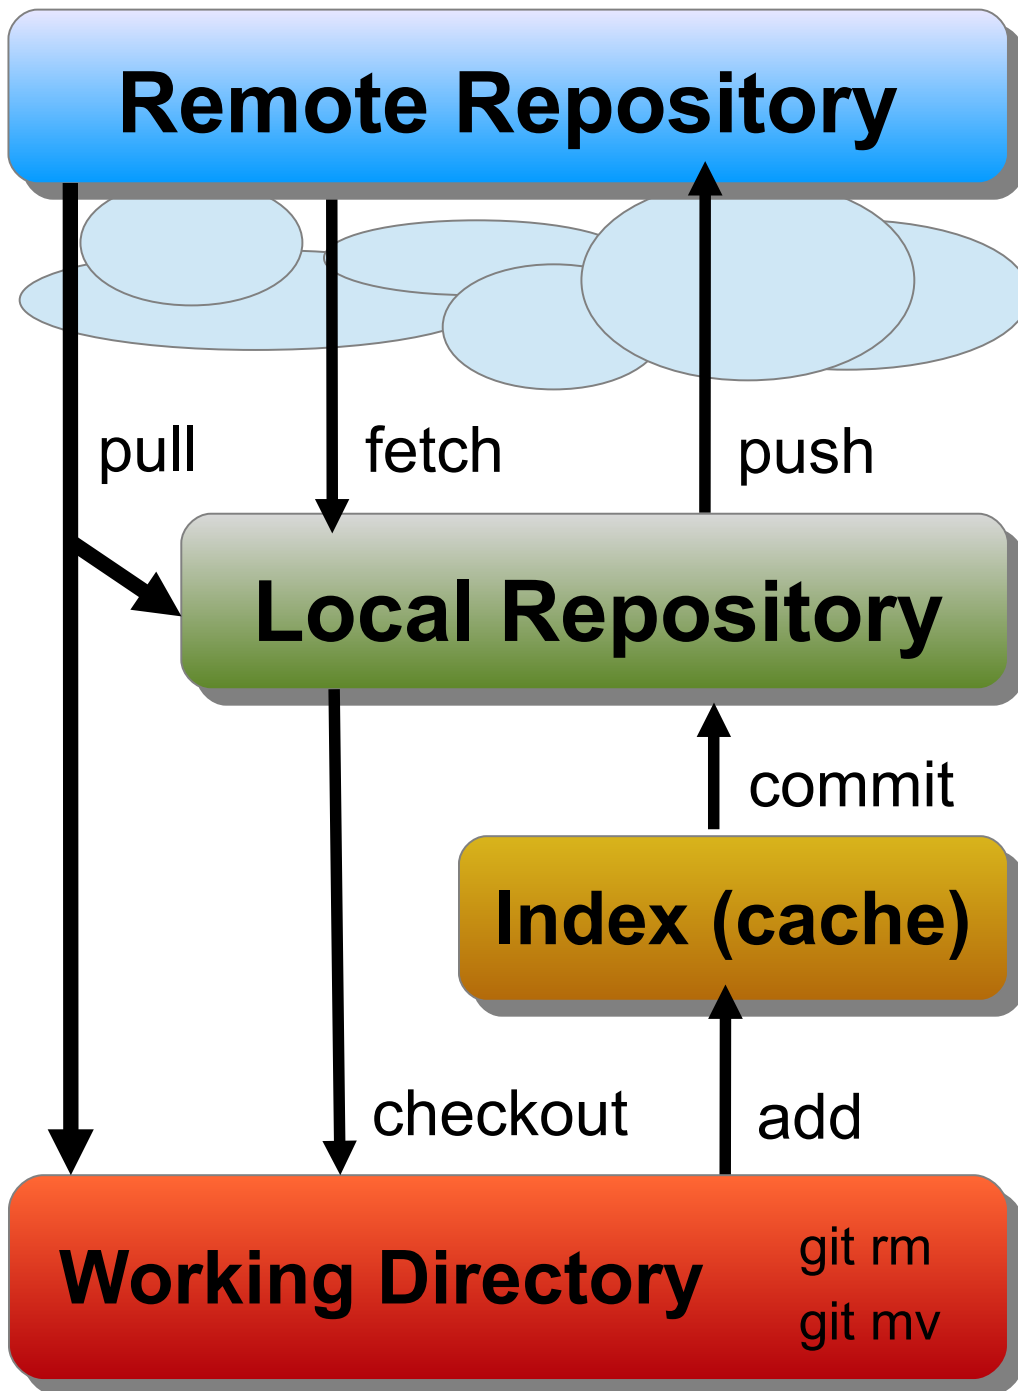 Remote Repository
pull
fetch
push
Local Repository
commit
Index (cache)
checkout
add
Working Directory
git rm
git mv